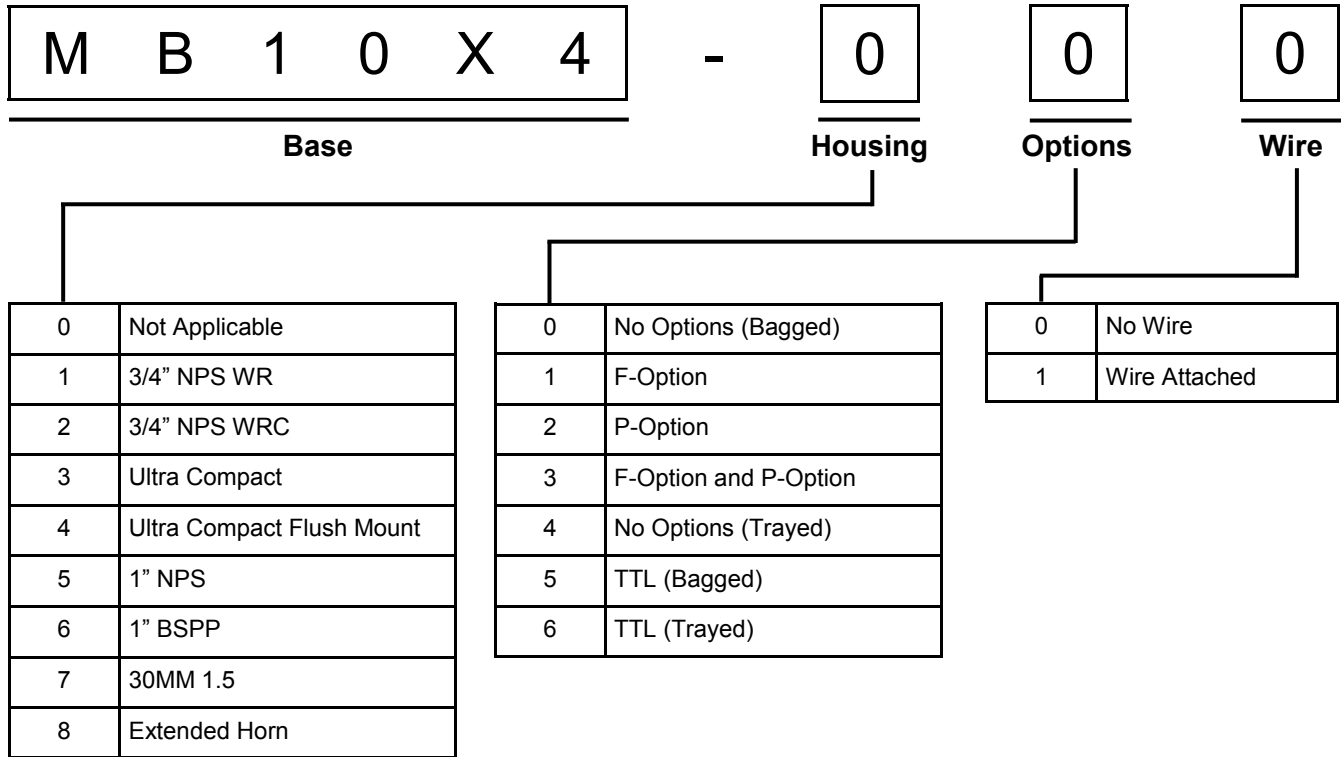 M B 1 0 X 4 - 0 0 0
Base Housing Options Wire
0 Not Applicable
1 3/4” NPS WR
2 3/4” NPS WRC
3 Ultra Compact
4 Ultra Compact Flush Mount
5 1” NPS
6 1” BSPP
7 30MM 1.5
8 Extended Horn
0 No Options (Bagged)
1 F-Option
2 P-Option
3 F-Option and P-Option
4 No Options (Trayed)
5 TTL (Bagged)
6 TTL (Trayed)
0 No Wire
1 Wire Attached